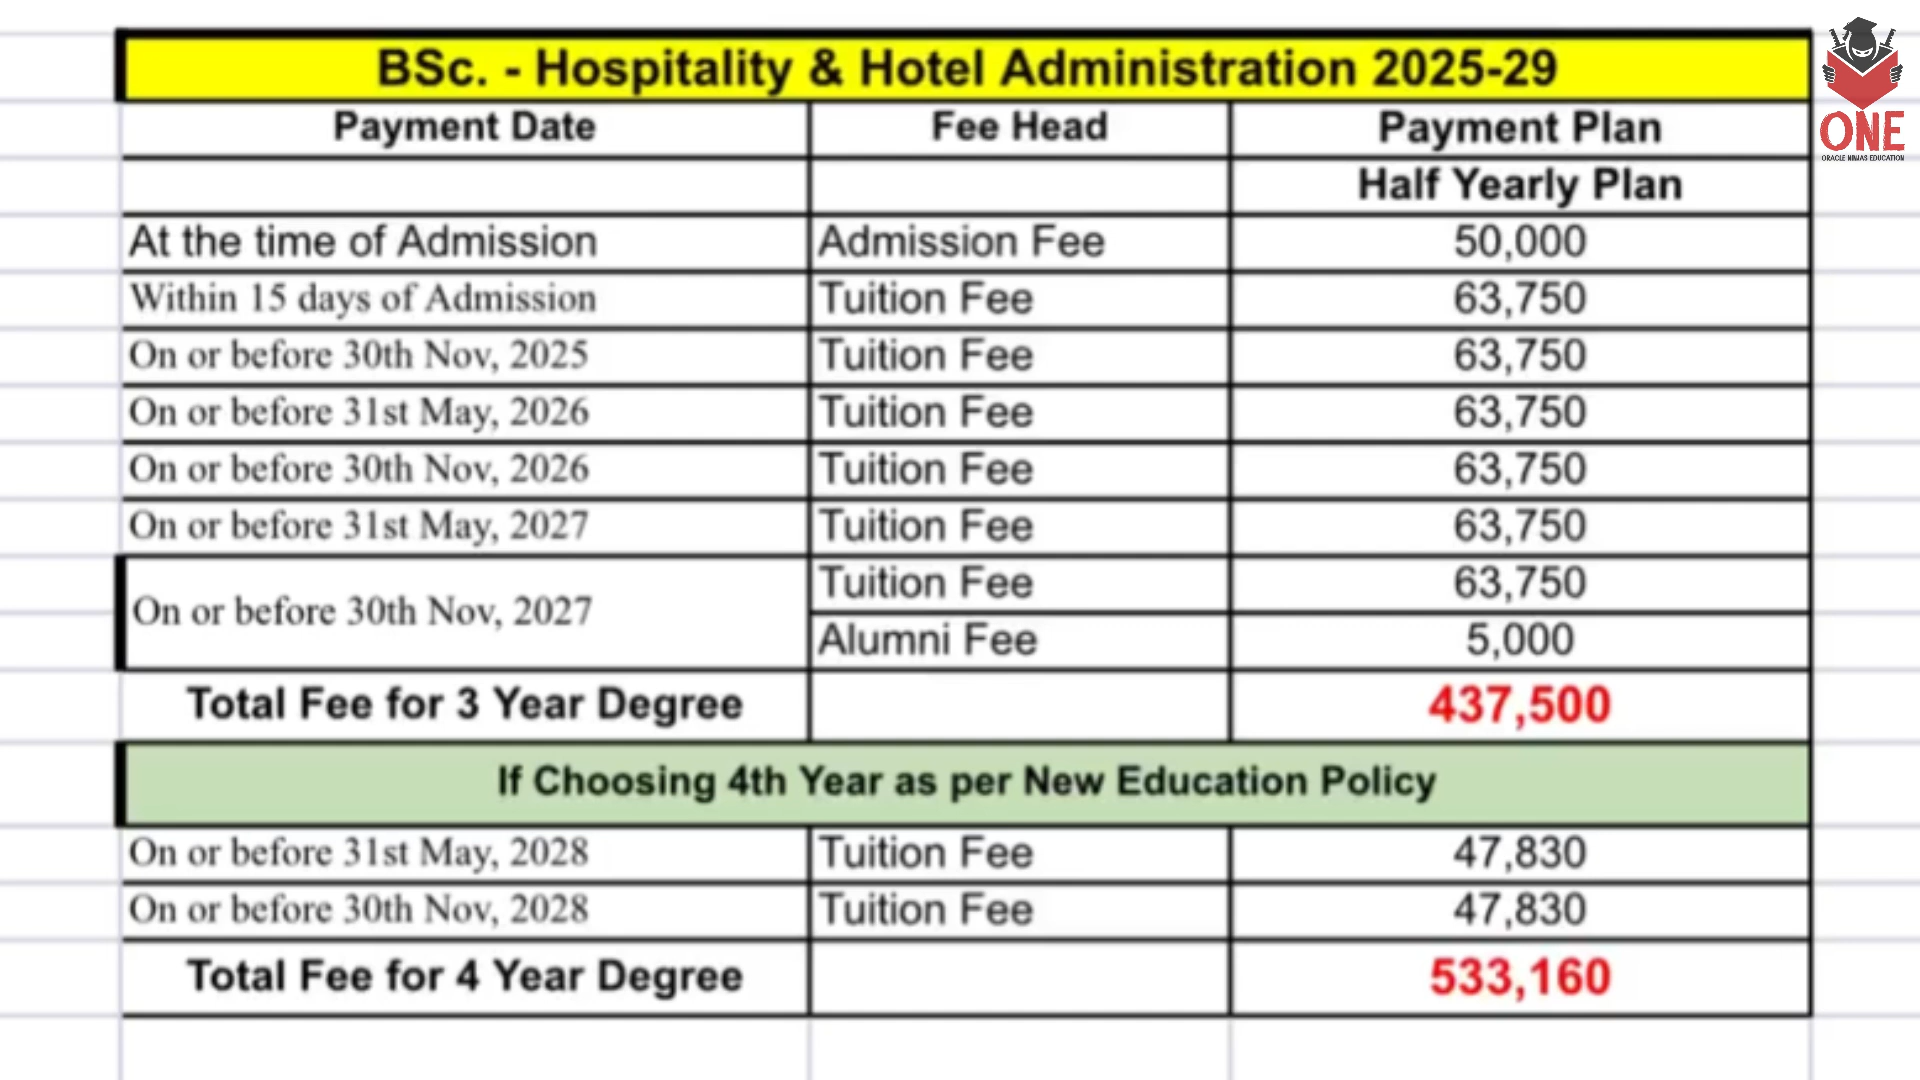 BSc. - Hospitality & Hotel Administration 2025-29
Payment Date Fee Head Payment Plan
Half Yearly Plan
At the time of Admission Admission Fee 50,000
Within 15 days of Admission Tuition Fee 63,750
On or before 30th Nov, 2025 Tuition Fee 63,750
On or before 31st May, 2026 Tuition Fee 63,750
On or before 30th Nov, 2026 Tuition Fee 63,750
On or before 31st May, 2027 Tuition Fee 63,750
On or before 30th Nov, 2027 Tuition Fee 63,750
Alumni Fee 5,000
Total Fee for 3 Year Degree 437,500
If Choosing 4th Year as per New Education Policy
On or before 31st May, 2028 Tuition Fee 47,830
On or before 30th Nov, 2028 Tuition Fee 47,830
Total Fee for 4 Year Degree 533,160
ONE
ORACLE NINJAS EDUCATION